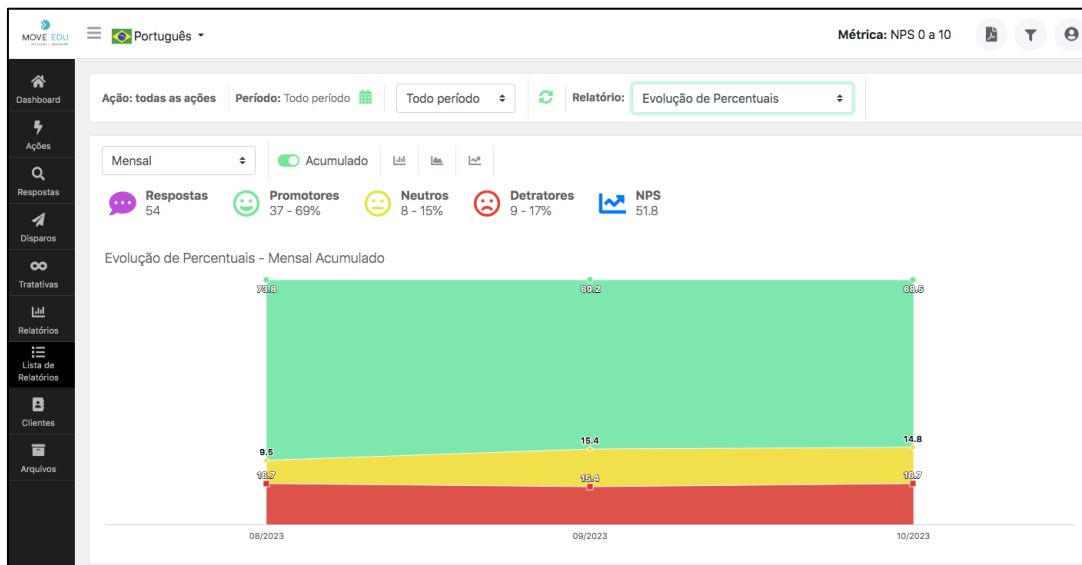 MOVE EDU
Português
Métrica: NPS 0 a 10
Dashboard
Ações
Respostas
Disparos
Tratativas
Relatórios
Lista de
Relatórios
Clientes
Arquivos
Ação: todas as ações Período: Todo período Todo período Relatório: Evolução de Percentuais
Mensal Acumulado
Respostas
54
Promotores
37 - 69%
Neutros
8 - 15%
Detratores
9 - 17%
NPS
51.8
Evolução de Percentuais - Mensal Acumulado
73.8 69.2 68.5
9.5 15.4 14.8
16.7 15.4 16.7
08/2023 09/2023 10/2023